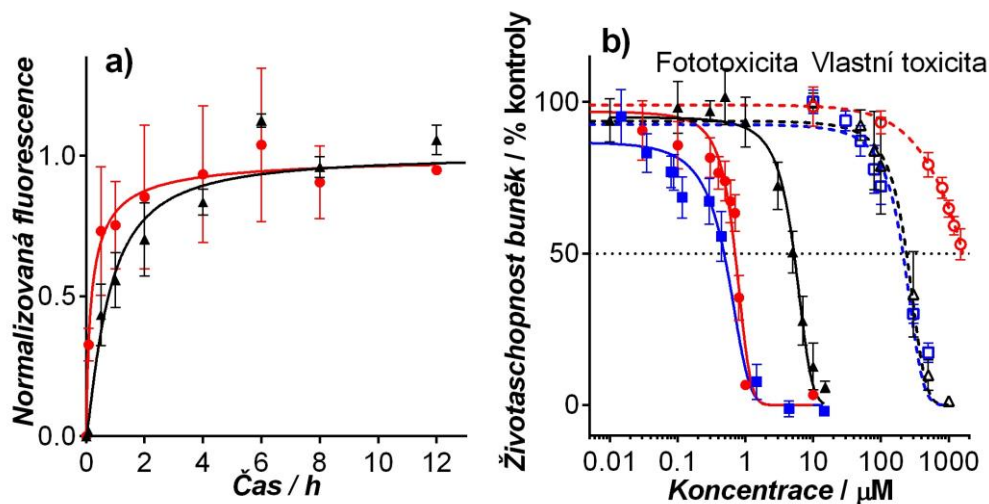 a)
Normalizovaná fluorescence
1.0
0.5
0.0
0 2 4 6 8 10 12
Čas / h
b)
Fototoxicita Vlastní toxicita
Životaschopnost buněk / % kontroly
100
50
0
0.01 0.1 1 10 100 1000
Koncentrace / µM